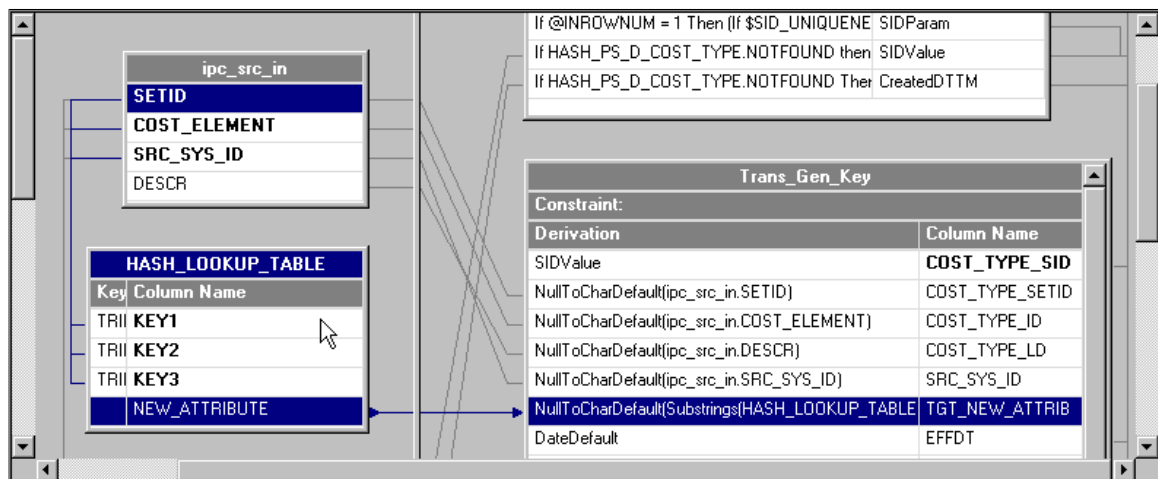 ipc_src_in
SETID
COST_ELEMENT
SRC_SYS_ID
DESCR
HASH_LOOKUP_TABLE
Key Column Name
TRII KEY1
TRII KEY2
TRII KEY3
NEW_ATTRIBUTE
If @INROWNUM = 1 Then (If $SID_UNIQUENE SIDParam
If HASH_PS_D_COST_TYPE.NOTFOUND then SIDValue
If HASH_PS_D_COST_TYPE.NOTFOUND Ther CreatedDTTM
Trans_Gen_Key
Constraint:
Derivation Column Name
SIDValue COST_TYPE_SID
NullToCharDefault(ipc_src_in.SETID) COST_TYPE_SETID
NullToCharDefault(ipc_src_in.COST_ELEMENT) COST_TYPE_ID
NullToCharDefault(ipc_src_in.DESCR) COST_TYPE_LD
NullToCharDefault(ipc_src_in.SRC_SYS_ID) SRC_SYS_ID
NullToCharDefault(Substrings(HASH_LOOKUP_TABLE TGT_NEW_ATTRIB
DateDefault EFFDT